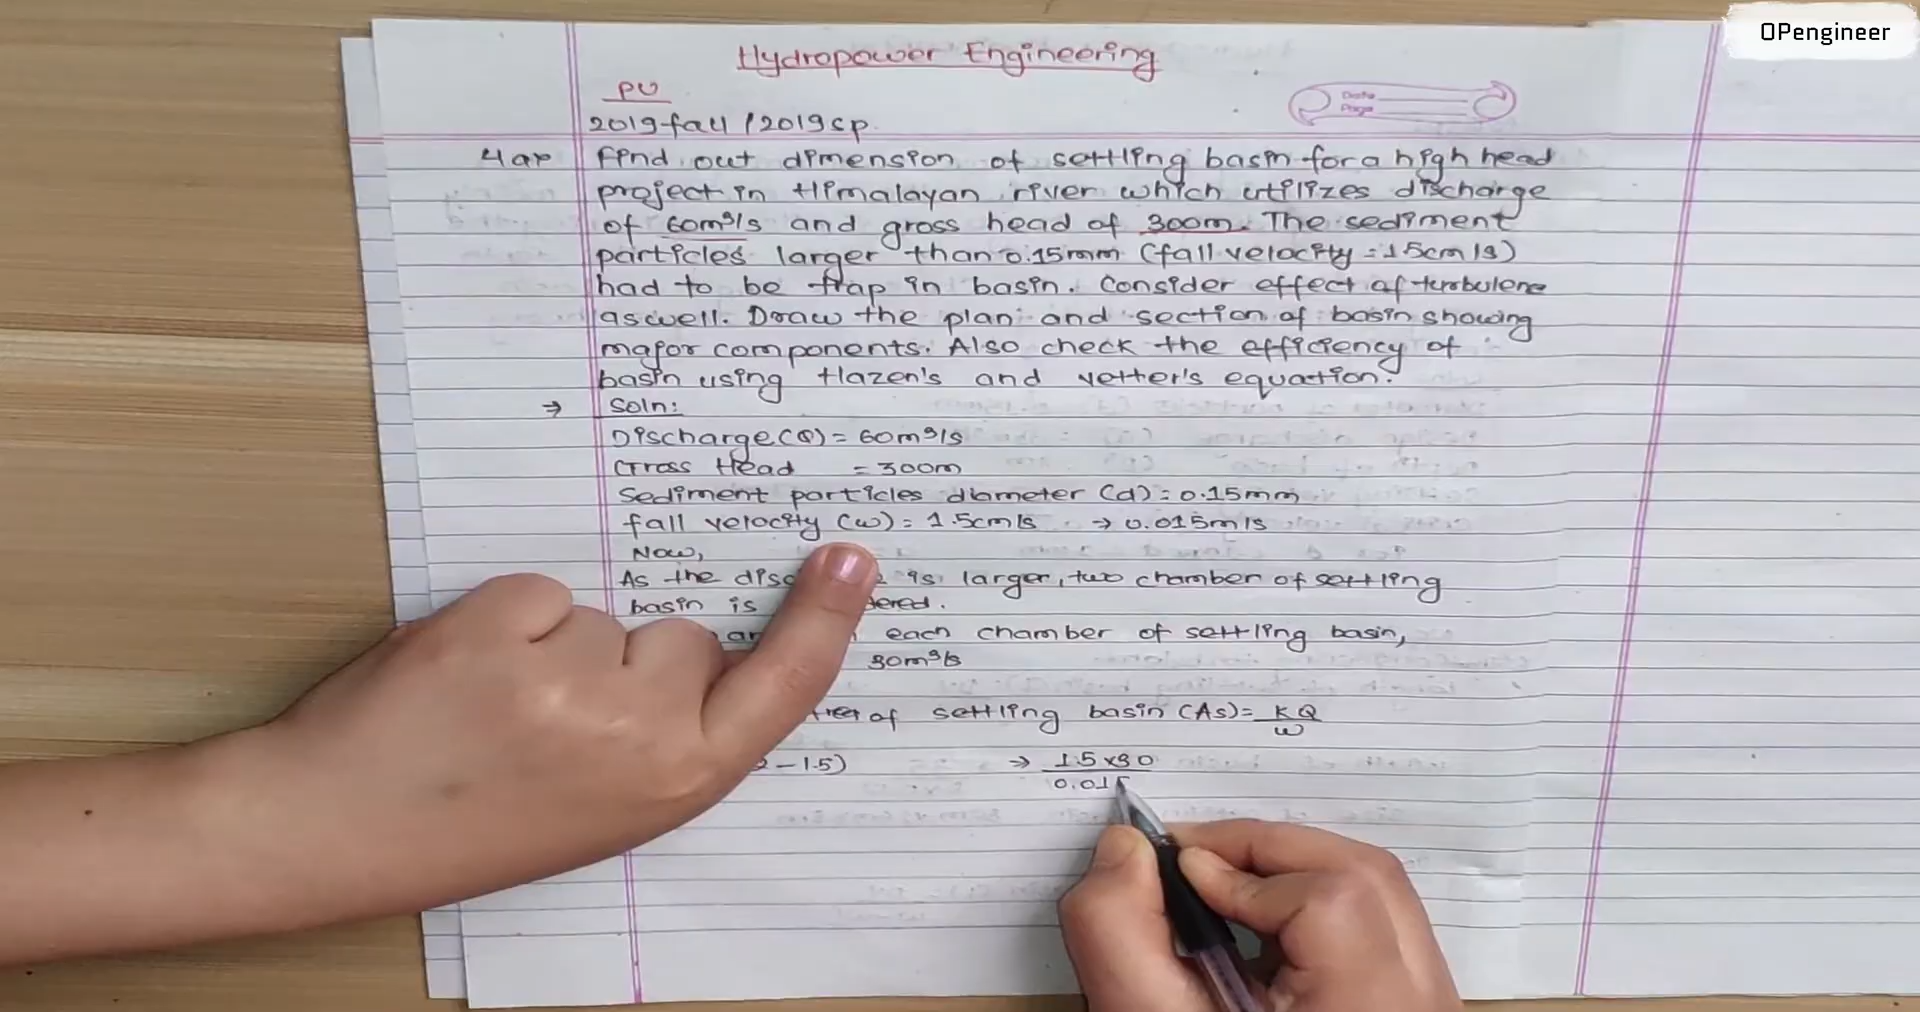 OPengineer
Hydropower Engineering
PU
Date
Page
2019 fall / 2019 sp.
4 a>
Find out dimension of settling basin for a high head
project in Himalayan river which utilizes discharge
of 60m³/s and gross head of 300m. The sediment
particles larger than 0.15mm (fall velocity = 1.5cm/s)
had to be trap in basin. Consider effect of turbulene
as well. Draw the plan and section of basin showing
major components. Also check the efficiency of
basin using Hazen's and vetter's equation.
⇒ Soln:
Discharge (Q) = 60m³/s
Gross Head = 300m
Sediment particles diameter (d) = 0.15mm
fall velocity (ω) = 1.5cm/s → 0.015m/s
Now,
As the is larger, two chamber of settling
basin is
each chamber of settling basin,
30m³/s
of settling basin (As) = KQ
ω
- 1.5)
→ 1.5 x 30
0.015